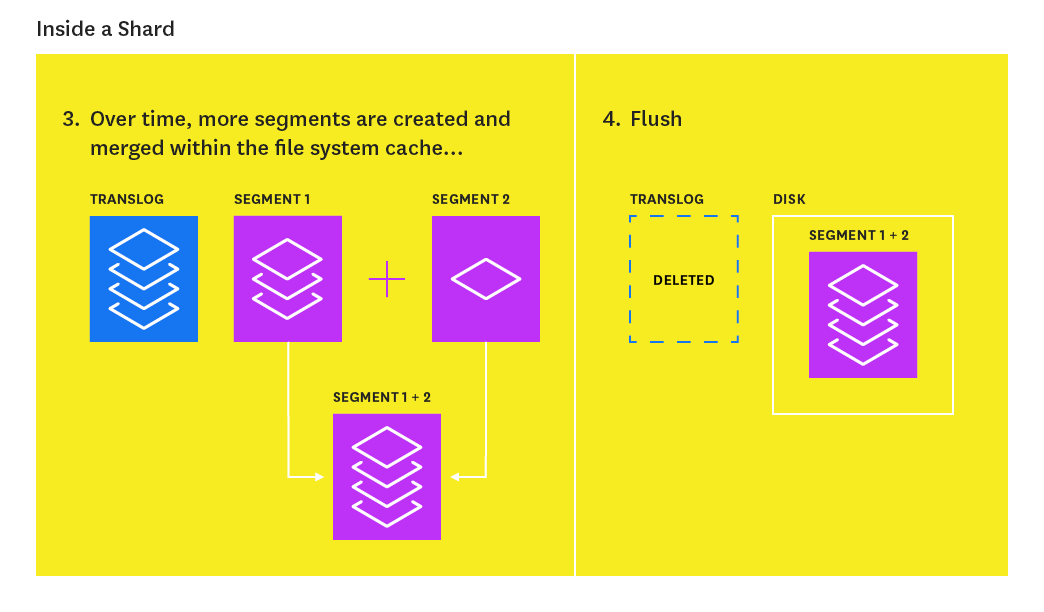 Inside a Shard
3. Over time, more segments are created and
merged within the file system cache...
TRANSLOG
SEGMENT 1
SEGMENT 2
SEGMENT 1 + 2
4. Flush
TRANSLOG
DELETED
DISK
SEGMENT 1 + 2